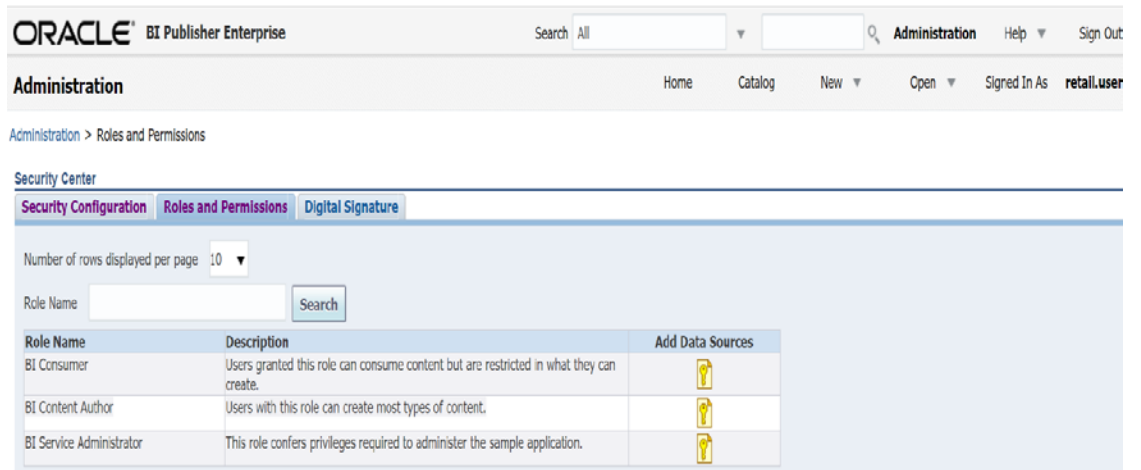 ORACLE® BI Publisher Enterprise Search All Administration Help Sign Out
Administration Home Catalog New Open Signed In As retail.user
Administration > Roles and Permissions
Security Center
Security Configuration Roles and Permissions Digital Signature
Number of rows displayed per page 10
Role Name Search
Role Name Description Add Data Sources
BI Consumer Users granted this role can consume content but are restricted in what they can
create.
BI Content Author Users with this role can create most types of content.
BI Service Administrator This role confers privileges required to administer the sample application.